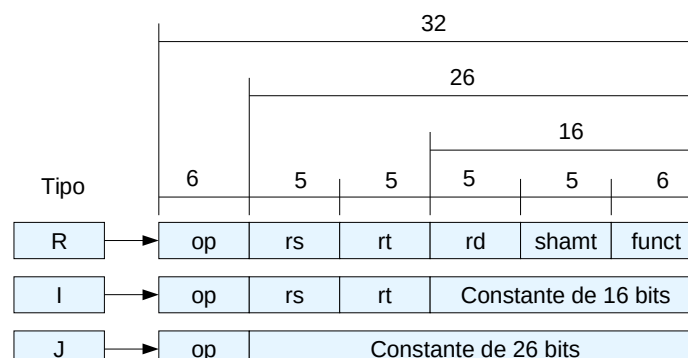 32
26
16
Tipo 6 5 5 5 5 6
R op rs rt rd shamt funct
I op rs rt Constante de 16 bits
J op Constante de 26 bits